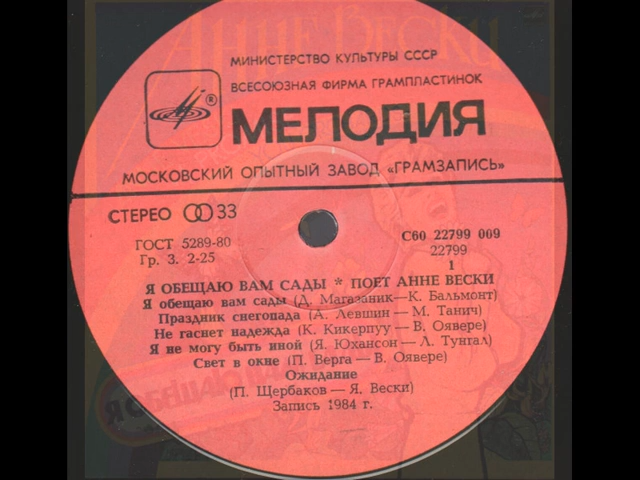 Анне Вески
МИНИСТЕРСТВО КУЛЬТУРЫ СССР
ВСЕСОЮЗНАЯ ФИРМА ГРАМПЛАСТИНОК
®
МЕЛОДИЯ
МОСКОВСКИЙ ОПЫТНЫЙ ЗАВОД «ГРАМЗАПИСЬ»
СТЕРЕО 33
ГОСТ 5289-80
Гр. 3. 2-25
С60 22799 009
22799
1
Я ОБЕЩАЮ ВАМ САДЫ * ПОЕТ АННЕ ВЕСКИ
Я обещаю вам сады (Д. Магазаник—К. Бальмонт)
Праздник снегопада (А. Левшин — М. Танич)
Не гаснет надежда (К. Кикерпуу — В. Оявере)
Я не могу быть иной (Я. Юхансон — Л. Тунгал)
Свет в окне (П. Верга — В. Оявере)
Ожидание
(П. Щербаков — Я. Вески)
Запись 1984 г.